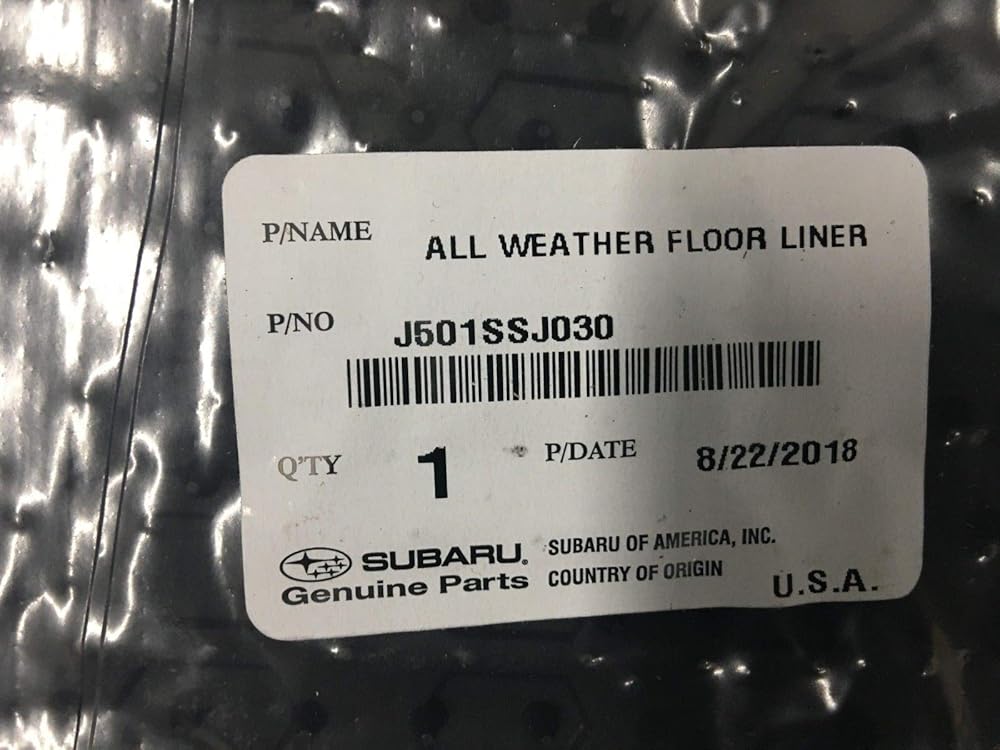 P/NAME ALL WEATHER FLOOR LINER
P/NO J501SSJ030
Q'TY 1 P/DATE 8/22/2018
SUBARU. SUBARU OF AMERICA, INC.
Genuine Parts COUNTRY OF ORIGIN U.S.A.